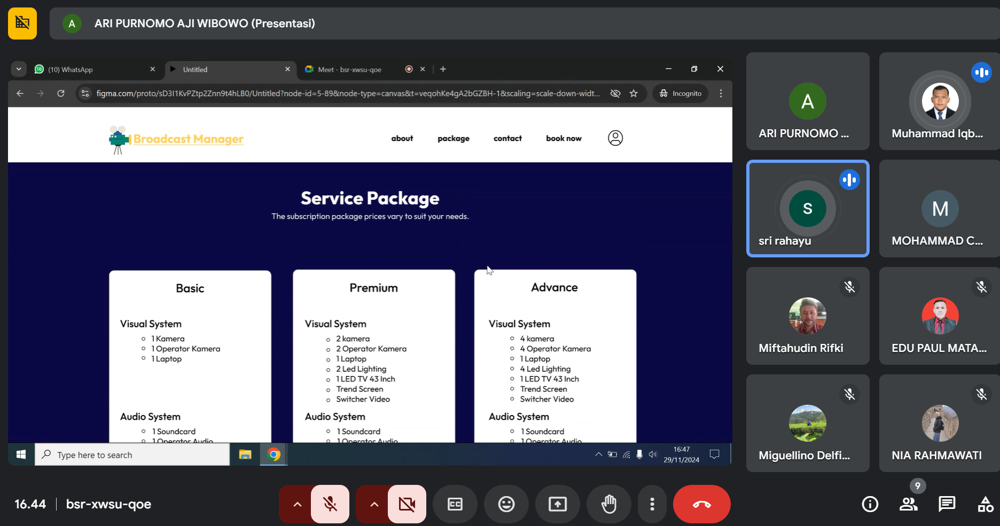 A ARI PURNOMO AJI WIBOWO (Presentasi)
10 (10) WhatsApp
Untitled
Meet - bsr-xwsu-qoe
figma.com/proto/sD3I1KvPZtp2Znn9t4hLB0/Untitled?node-id=5-89&node-type=canvas&t=veqohKe4gA2bGZBH-1&scaling=scale-down-widt...
Incognito
Broadcast Manager
about
package
contact
book now
Service Package
The subscription package prices vary to suit your needs.
Basic
Visual System
1 Kamera
1 Operator Kamera
1 Laptop
Audio System
1 Soundcard
1 Operator Audio
Premium
Visual System
2 kamera
2 Operator Kamera
1 Laptop
2 Led Lighting
1 LED TV 43 Inch
Trend Screen
Switcher Video
Audio System
1 Soundcard
1 Operator Audio
Advance
Visual System
4 kamera
4 Operator Kamera
1 Laptop
4 Led Lighting
1 LED TV 43 Inch
Trend Screen
Switcher Video
Audio System
1 Soundcard
1 Operator Audio
Type here to search
16:47
29/11/2024
A
ARI PURNOMO ...
Muhammad Iqb...
s
sri rahayu
M
MOHAMMAD C...
Miftahudin Rifki
EDU PAUL MATA...
Miguellino Delfi...
NIA RAHMAWATI
16.44
bsr-xwsu-qoe
CC
9